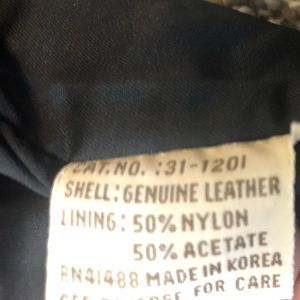 CAT.NO. :31-1201
SHELL: GENUINE LEATHER
LINING: 50% NYLON
50% ACETATE
RN41488 MADE IN KOREA
FOR CARE